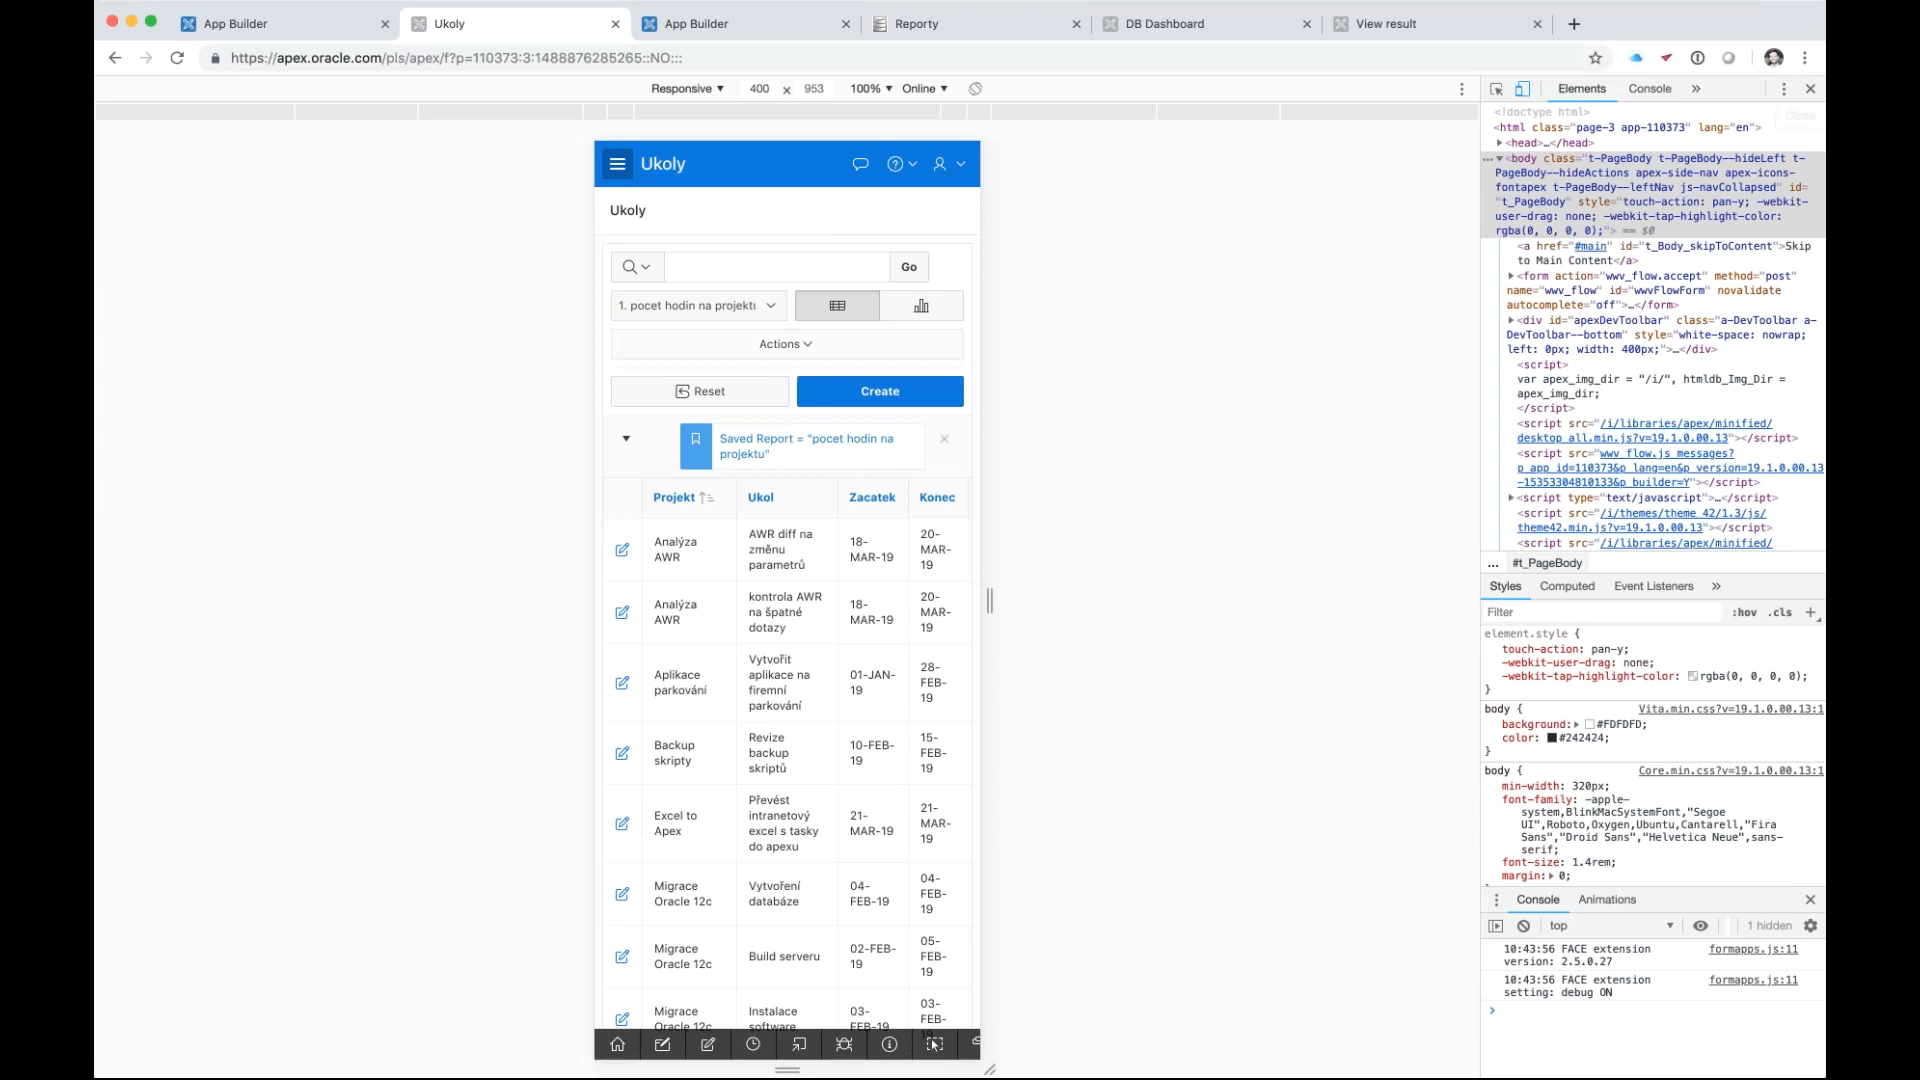 App Builder
Ukoly
App Builder
Reporty
DB Dashboard
View result
https://apex.oracle.com/pls/apex/f?p=110373:3:1488876285265::NO:::
Responsive ▼ 400 x 953 100% ▼ Online ▼
Ukoly
Ukoly
Go
1. pocet hodin na projektu
Actions
Reset
Create
Saved Report = "pocet hodin na
projektu"
Projekt Ukol Zacatek Konec
Analýza
AWR
AWR diff na
změnu
parametrů
18-
MAR-19
20-
MAR-
19
Analýza
AWR
kontrola AWR
na špatné
dotazy
18-
MAR-19
20-
MAR-
19
Aplikace
parkování
Vytvořit
aplikace na
firemní
parkování
01-JAN-
19
28-
FEB-
19
Backup
skripty
Revize
backup
skriptů
10-FEB-
19
15-
FEB-
19
Excel to
Apex
Převést
intranetový
excel s tasky
do apexu
21-
MAR-19
21-
MAR-
19
Migrace
Oracle 12c
Vytvoření
databáze
04-
FEB-19
04-
FEB-
19
Migrace
Oracle 12c
Build serveru
02-FEB-
19
05-
FEB-
19
Migrace
Oracle 12c
Instalace
software
03-
FEB-19
03-
FEB-
Elements Console »
Close
<!doctype html>
<html class="page-3 app-110373" lang="en">
▶<head>…</head>
…▼<body class="t-PageBody t-PageBody--hideLeft t-
PageBody--hideActions apex-side-nav apex-icons-
fontapex t-PageBody--leftNav js-navCollapsed" id=
"t_PageBody" style="touch-action: pan-y; -webkit-
user-drag: none; -webkit-tap-highlight-color:
rgba(0, 0, 0, 0);"> == $0
<a href="#main" id="t_Body_skipToContent">Skip
to Main Content</a>
▶<form action="wwv_flow.accept" method="post"
name="wwv_flow" id="wwvFlowForm" novalidate
autocomplete="off">…</form>
▶<div id="apexDevToolbar" class="a-DevToolbar a-
DevToolbar--bottom" style="white-space: nowrap;
left: 0px; width: 400px;">…</div>
<script>
var apex_img_dir = "/i/", htmldb_Img_Dir =
apex_img_dir;
</script>
<script src="/i/libraries/apex/minified/
desktop_all.min.js?v=19.1.0.00.13"></script>
<script src="wwv_flow.js_messages?
p_app_id=110373&p_lang=en&p_version=19.1.0.00.13
-15353304810133&p_builder=Y"></script>
▶<script type="text/javascript">…</script>
<script src="/i/themes/theme_42/1.3/js/
theme42.min.js?v=19.1.0.00.13"></script>
<script src="/i/libraries/apex/minified/
... #t_PageBody
Styles Computed Event Listeners »
Filter :hov .cls +
element.style {
touch-action: pan-y;
-webkit-user-drag: none;
-webkit-tap-highlight-color: rgba(0, 0, 0, 0);
}
body { Vita.min.css?v=19.1.0.00.13:1
background:▶ #FDFDFD;
color: #242424;
}
body { Core.min.css?v=19.1.0.00.13:1
min-width: 320px;
font-family: -apple-
system,BlinkMacSystemFont,"Segoe
UI",Roboto,Oxygen,Ubuntu,Cantarell,"Fira
Sans","Droid Sans","Helvetica Neue",sans-
serif;
font-size: 1.4rem;
margin:▶ 0;
Console Animations
top ▼ 1 hidden
10:43:56 FACE extension formapps.js:11
version: 2.5.0.27
10:43:56 FACE extension formapps.js:11
setting: debug ON
>